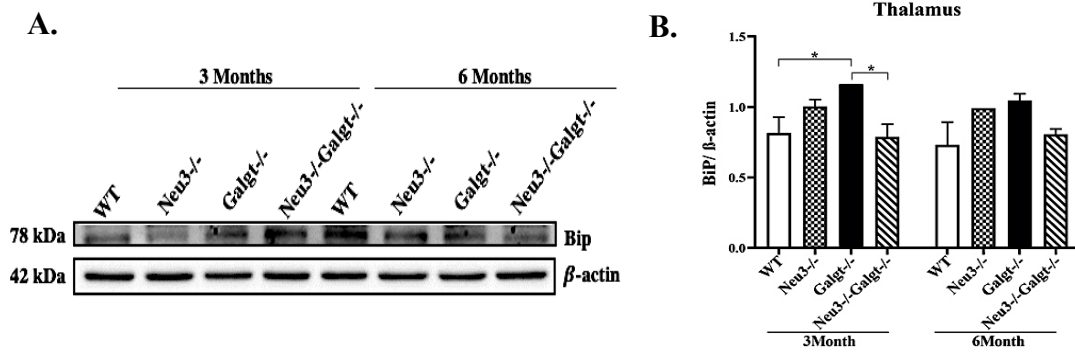 A.
3 Months
6 Months
WT
Neu3-/-
Galgt-/-
Neu3-/-Galgt-/-
WT
Neu3-/-
Galgt-/-
Neu3-/-Galgt-/-
78 kDa
Bip
42 kDa
β-actin
B.
Thalamus
BiP/ ß-actin
1.5
1.0
0.5
0.0
*
*
WT
Neu3-/-
Galgt-/-
Neu3-/-Galgt-/-
WT
Neu3-/-
Galgt-/-
Neu3-/-Galgt-/-
3Month
6Month